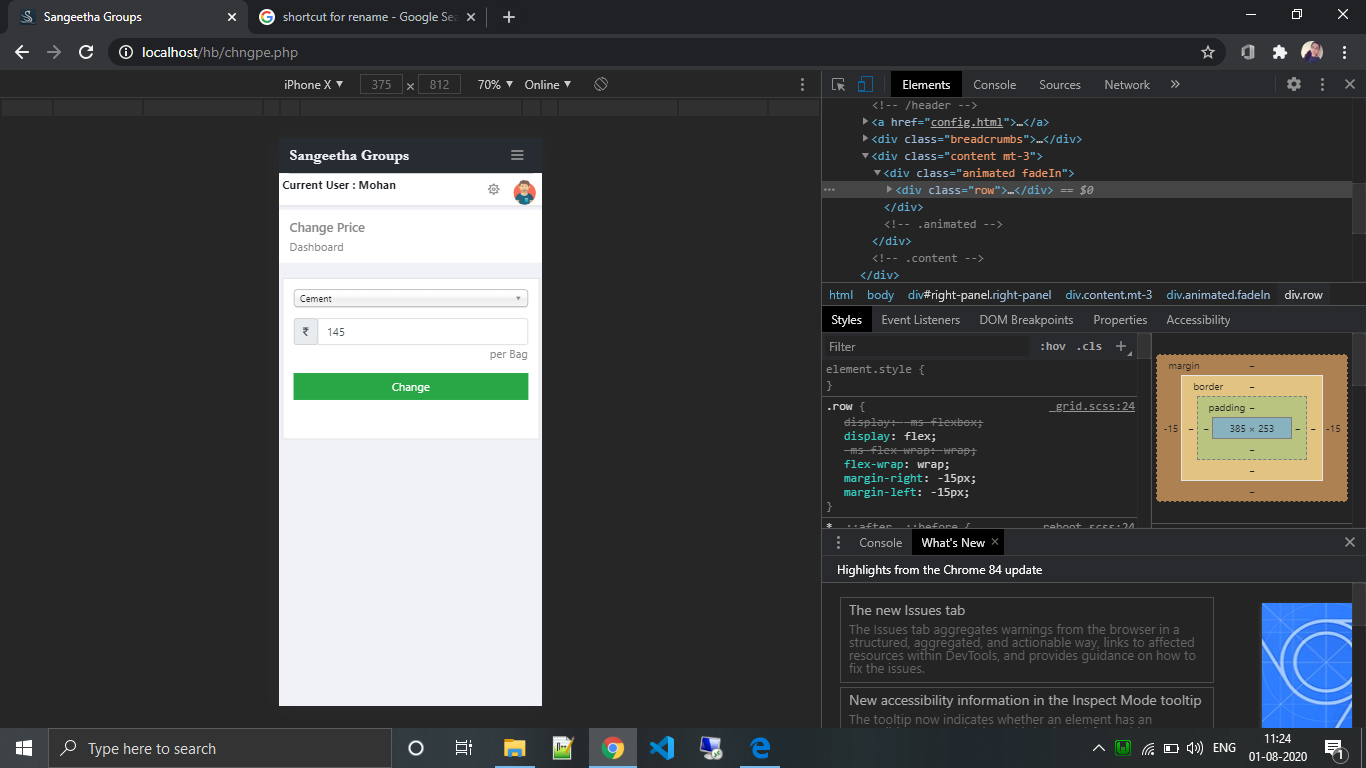 Sangeetha Groups
shortcut for rename - Google Sea
localhost/hb/chngpe.php
iPhone X ▼ 375 × 812 70% ▼ Online ▼
Elements Console Sources Network »
<!-- /header -->
<a href="config.html">…</a>
<div class="breadcrumbs">…</div>
<div class="content mt-3">
<div class="animated fadeIn">
<div class="row">…</div> == $0
</div>
<!-- .animated -->
</div>
<!-- .content -->
</div>
html body div#right-panel.right-panel div.content.mt-3 div.animated.fadeIn div.row
Styles Event Listeners DOM Breakpoints Properties Accessibility
Filter :hov .cls +
element.style {
}
.row { _grid.scss:24
display: -ms-flexbox;
display: flex;
-ms-flex-wrap: wrap;
flex-wrap: wrap;
margin-right: -15px;
margin-left: -15px;
}
*, ::after, ::before { reboot.scss:24
margin –
border –
padding –
-15 – – 385 × 253 – – -15
–
–
–
Console What's New ×
Highlights from the Chrome 84 update
The new Issues tab
The Issues tab aggregates warnings from the browser in a
structured, aggregated, and actionable way, links to affected
resources within DevTools, and provides guidance on how to
fix the issues.
New accessibility information in the Inspect Mode tooltip
The tooltip now indicates whether an element has an
Sangeetha Groups
Current User : Mohan
Change Price
Dashboard
Cement
₹ 145
per Bag
Change
Type here to search
ENG
11:24
01-08-2020
1